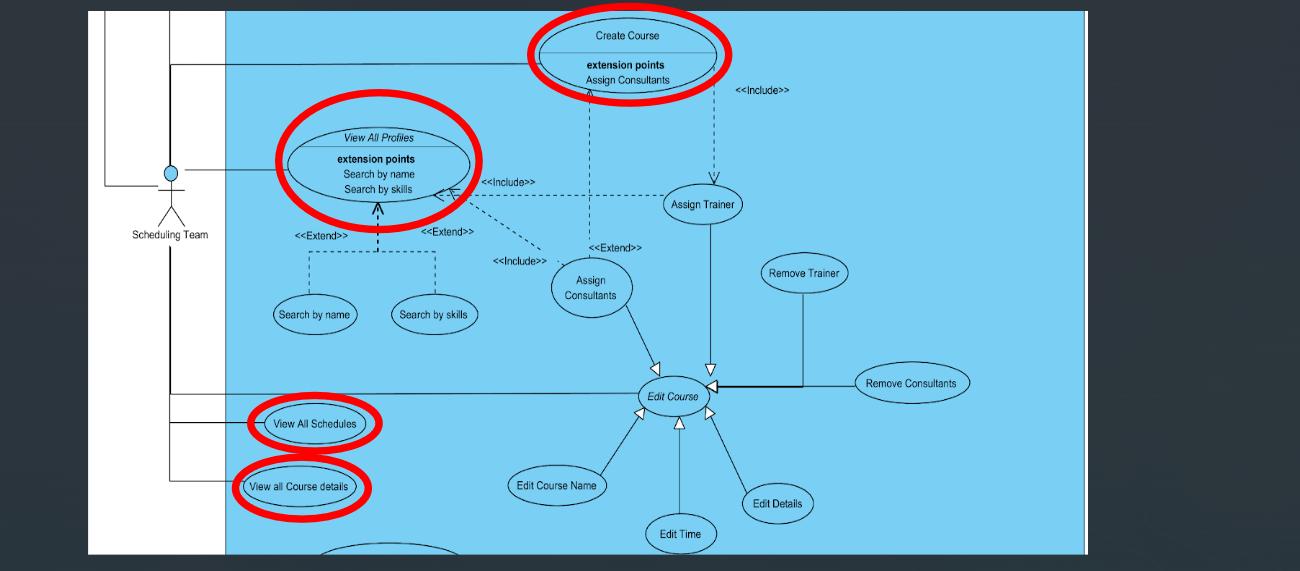 Create Course
extension points
Assign Consultants
<<Include>>
View All Profiles
extension points
Search by name
Search by skills
<<Include>>
Assign Trainer
Scheduling Team
<<Extend>>
<<Extend>>
<<Extend>>
<<Include>>
Assign
Consultants
Remove Trainer
Search by name
Search by skills
Remove Consultants
Edit Course
View All Schedules
View all Course details
Edit Course Name
Edit Details
Edit Time